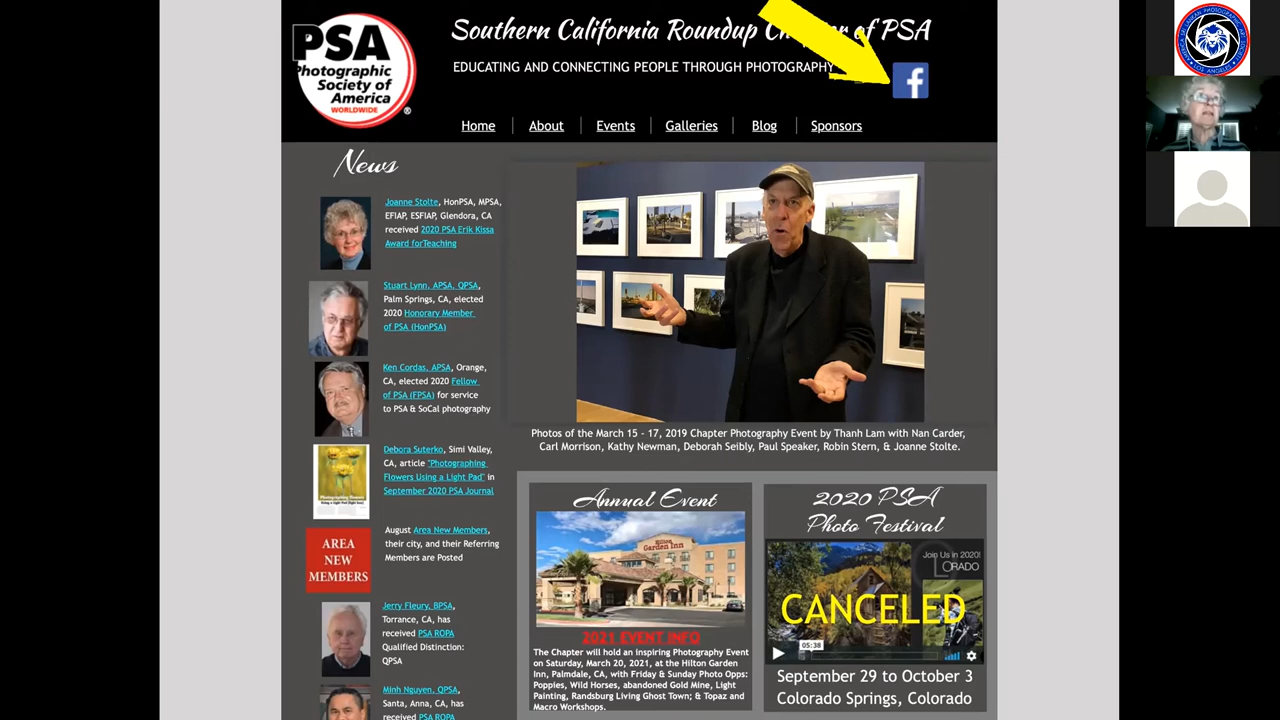 PSA
Photographic
Society of
America
WORLDWIDE
®
Southern California Roundup Chapter of PSA
EDUCATING AND CONNECTING PEOPLE THROUGH PHOTOGRAPHY
f
Home
About
Events
Galleries
Blog
Sponsors
News
Joanne Stolte, HonPSA, MPSA,
EFIAP, ESFIAP, Glendora, CA
received 2020 PSA Erik Kissa
Award forTeaching
Stuart Lynn, APSA, QPSA,
Palm Springs, CA, elected
2020 Honorary Member
of PSA (HonPSA)
Ken Cordas, APSA, Orange,
CA, elected 2020 Fellow
of PSA (FPSA) for service
to PSA & SoCal photography
Debora Suterko, Simi Valley,
CA, article "Photographing
Flowers Using a Light Pad" in
September 2020 PSA Journal
AREA
NEW
MEMBERS
August Area New Members,
their city, and their Referring
Members are Posted
Jerry Fleury, BPSA,
Torrance, CA, has
received PSA ROPA
Qualified Distinction:
QPSA
Minh Nguyen, QPSA,
Santa, Anna, CA, has
received PSA ROPA
Photos of the March 15 - 17, 2019 Chapter Photography Event by Thanh Lam with Nan Carder,
Carl Morrison, Kathy Newman, Deborah Seibly, Paul Speaker, Robin Stern, & Joanne Stolte.
Annual Event
Hilton
Garden Inn
2021 EVENT INFO
The Chapter will hold an inspiring Photography Event
on Saturday, March 20, 2021, at the Hilton Garden
Inn, Palmdale, CA, with Friday & Sunday Photo Opps:
Poppies, Wild Horses, abandoned Gold Mine, Light
Painting, Randsburg Living Ghost Town; & Topaz and
Macro Workshops.
2020 PSA
Photo Festival
Join Us in 2020!
LORADO
CANCELED
05:38
September 29 to October 3
Colorado Springs, Colorado